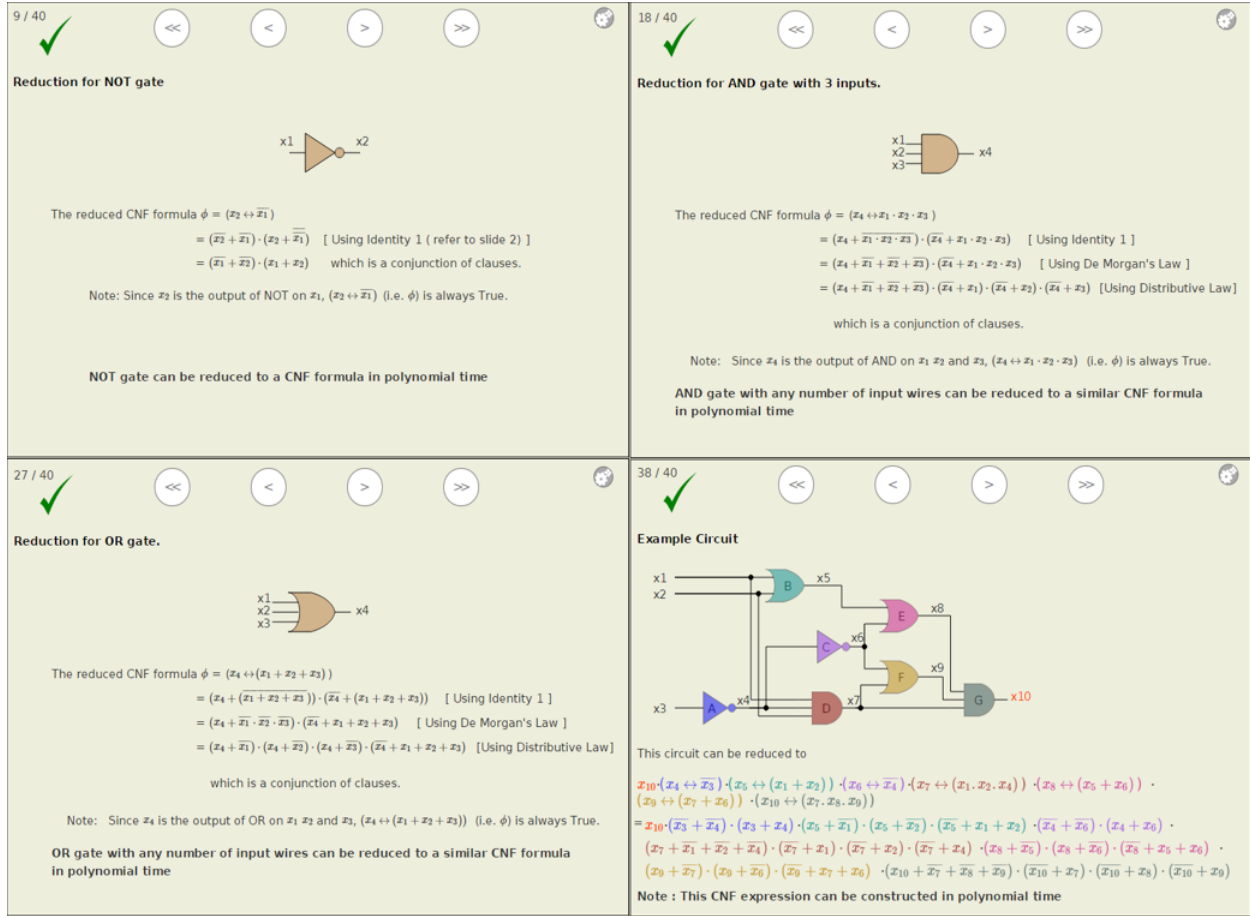 9 / 40
<<
<
>
>>
Reduction for NOT gate
x1
x2
The reduced CNF formula ϕ = (x₂ ↔ x̅₁)
= (x̅₂ + x̅₁) · (x₂ + x̿₁) [ Using Identity 1 ( refer to slide 2) ]
= (x̅₁ + x̅₂) · (x₁ + x₂) which is a conjunction of clauses.
Note: Since x₂ is the output of NOT on x₁, (x₂ ↔ x̅₁) (i.e. ϕ) is always True.
NOT gate can be reduced to a CNF formula in polynomial time
18 / 40
<<
<
>
>>
Reduction for AND gate with 3 inputs.
x1
x2
x3
x4
The reduced CNF formula ϕ = (x₄ ↔ x₁ · x₂ · x₃ )
= (x₄ + \overline{x₁ · x₂ · x₃} ) · (x̅₄ + x₁ · x₂ · x₃) [ Using Identity 1 ]
= (x₄ + x̅₁ + x̅₂ + x̅₃) · (x̅₄ + x₁ · x₂ · x₃) [ Using De Morgan's Law ]
= (x₄ + x̅₁ + x̅₂ + x̅₃) · (x̅₄ + x₁) · (x̅₄ + x₂) · (x̅₄ + x₃) [Using Distributive Law]
which is a conjunction of clauses.
Note: Since x₄ is the output of AND on x₁ x₂ and x₃, (x₄ ↔ x₁ · x₂ · x₃) (i.e. ϕ) is always True.
AND gate with any number of input wires can be reduced to a similar CNF formula
in polynomial time
27 / 40
<<
<
>
>>
Reduction for OR gate.
x1
x2
x3
x4
The reduced CNF formula ϕ = (x₄ ↔ (x₁ + x₂ + x₃) )
= (x₄ + (\overline{x₁ + x₂ + x₃})) · (x̅₄ + (x₁ + x₂ + x₃)) [ Using Identity 1 ]
= (x₄ + x̅₁ · x̅₂ · x̅₃) · (x̅₄ + x₁ + x₂ + x₃) [ Using De Morgan's Law ]
= (x₄ + x̅₁) · (x₄ + x̅₂) · (x₄ + x̅₃) · (x̅₄ + x₁ + x₂ + x₃) [Using Distributive Law]
which is a conjunction of clauses.
Note: Since x₄ is the output of OR on x₁ x₂ and x₃, (x₄ ↔ (x₁ + x₂ + x₃)) (i.e. ϕ) is always True.
OR gate with any number of input wires can be reduced to a similar CNF formula
in polynomial time
38 / 40
<<
<
>
>>
Example Circuit
x1
x2
B
x5
E
x8
C
x6
F
x9
x3
A
x4
D
x7
G
x10
This circuit can be reduced to
x₁₀·(x₄ ↔ x̅₃)·(x₅ ↔ (x₁ + x₂)) ·(x₆ ↔ x̅₄)·(x₇ ↔ (x₁. x₂. x₄)) ·(x₈ ↔ (x₅ + x₆)) ·
(x₉ ↔ (x₇ + x₆)) ·(x₁₀ ↔ (x₇. x₈. x₉))
= x₁₀·(x̅₃ + x̅₄) · (x₃ + x₄) ·(x₅ + x̅₁) · (x₅ + x̅₂) · (x̅₅ + x₁ + x₂) ·(x̅₄ + x̅₆) · (x₄ + x₆) ·
(x₇ + x̅₁ + x̅₂ + x̅₄) · (x̅₇ + x₁) · (x̅₇ + x₂) · (x̅₇ + x₄) ·(x₈ + x̅₅) · (x₈ + x̅₆) · (x̅₈ + x₅ + x₆) ·
(x₉ + x̅₇) · (x₉ + x̅₆) · (x̅₉ + x₇ + x₆) ·(x₁₀ + x̅₇ + x̅₈ + x̅₉) · (x̅₁₀ + x₇) · (x̅₁₀ + x₈) · (x̅₁₀ + x₉)
Note : This CNF expression can be constructed in polynomial time